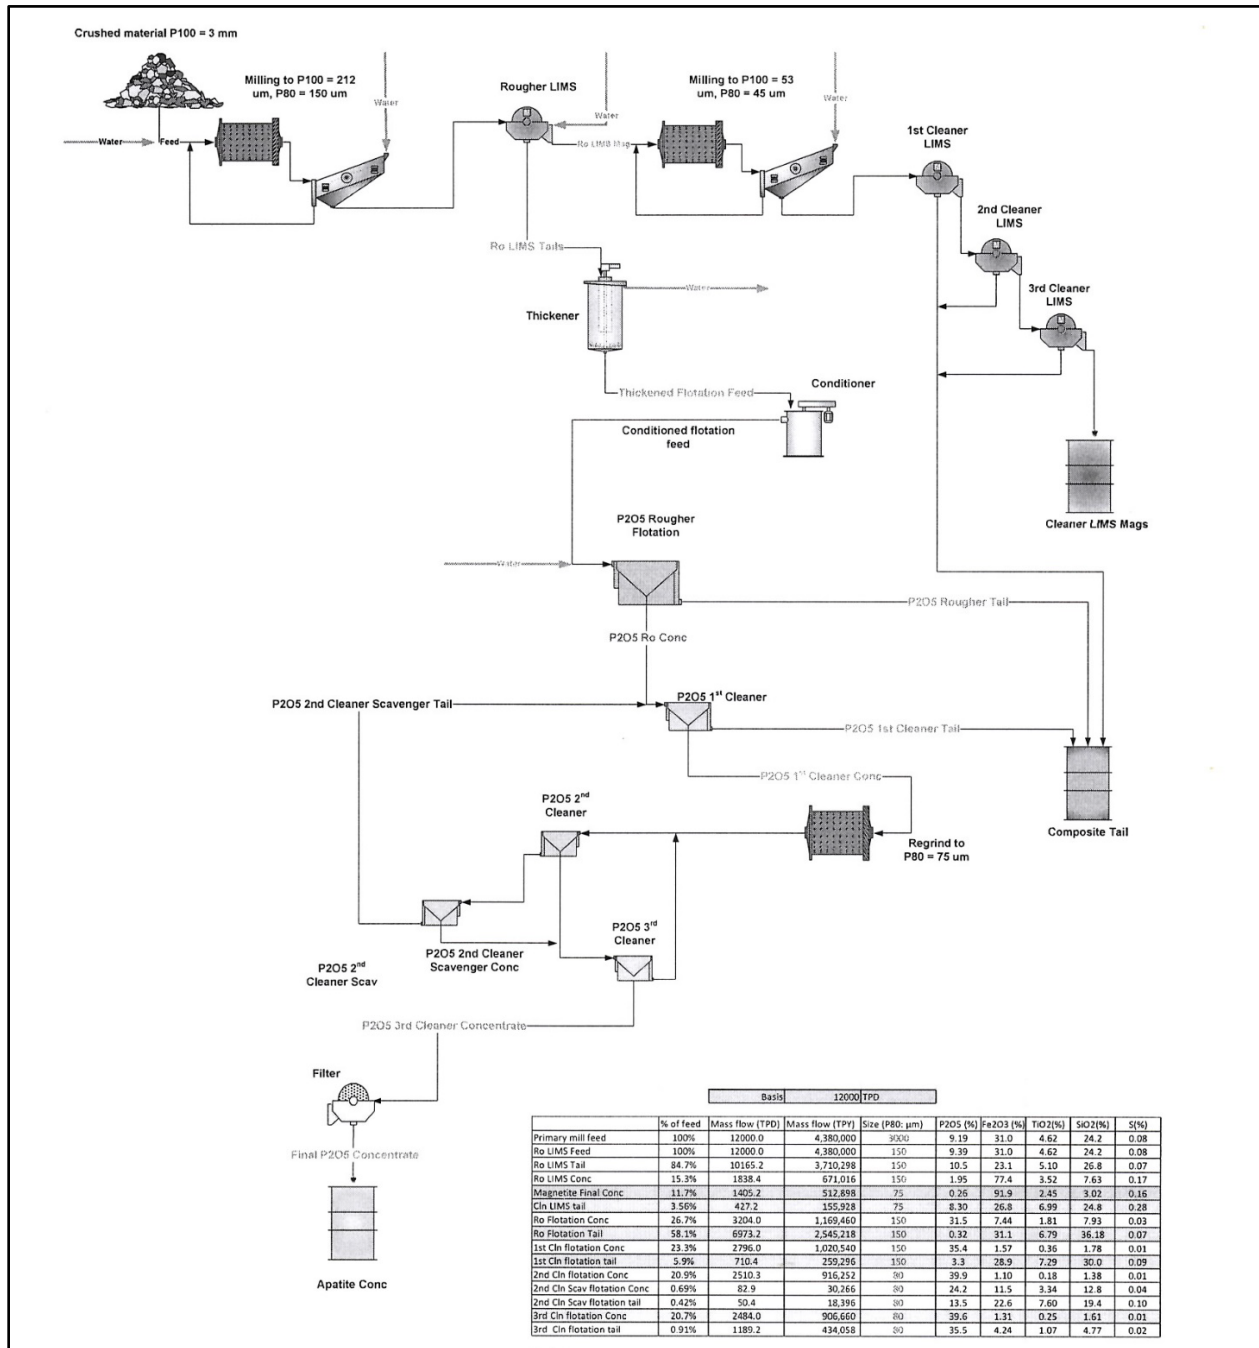 Crushed material P100 = 3 mm
Milling to P100 = 212
um, P80 = 150 um
Water
Rougher LIMS
Water
Milling to P100 = 53
um, P80 = 45 um
Water
1st Cleaner
LIMS
Water
Feed
Ro LIMS Mag
2nd Cleaner
LIMS
Ro LIMS Tails
3rd Cleaner
LIMS
Water
Thickener
Thickened Flotation Feed
Conditioner
Conditioned flotation
feed
Cleaner LIMS Mags
P2O5 Rougher
Flotation
Water
P2O5 Rougher Tail
P2O5 Ro Conc
P2O5 2nd Cleaner Scavenger Tail
P2O5 1st Cleaner
P2O5 1st Cleaner Tail
P2O5 1st Cleaner Conc
P2O5 2nd
Cleaner
Regrind to
P80 = 75 um
Composite Tail
P2O5 3rd
Cleaner
P2O5 2nd
Cleaner Scav
P2O5 2nd Cleaner
Scavenger Conc
P2O5 3rd Cleaner Concentrate
Filter
Final P2O5 Concentrate
Apatite Conc
Basis 12000 TPD
% of feed Mass flow (TPD) Mass flow (TPY) Size (P80: µm) P2O5 (%) Fe2O3 (%) TiO2(%) SiO2(%) S(%)
Primary mill feed 100% 12000.0 4,380,000 3000 9.19 31.0 4.62 24.2 0.08
Ro LIMS Feed 100% 12000.0 4,380,000 150 9.39 31.0 4.62 24.2 0.08
Ro LIMS Tail 84.7% 10165.2 3,710,298 150 10.5 23.1 5.10 26.8 0.07
Ro LIMS Conc 15.3% 1838.4 671,016 150 1.95 77.4 3.52 7.63 0.17
Magnetite Final Conc 11.7% 1405.2 512,898 75 0.26 91.9 2.45 3.02 0.16
Cln LIMS tail 3.56% 427.2 155,928 75 8.30 26.8 6.99 24.8 0.28
Ro Flotation Conc 26.7% 3204.0 1,169,460 150 31.5 7.44 1.81 7.93 0.03
Ro Flotation Tail 58.1% 6973.2 2,545,218 150 0.32 31.1 6.79 36.18 0.07
1st Cln flotation Conc 23.3% 2796.0 1,020,540 150 35.4 1.57 0.36 1.78 0.01
1st Cln flotation tail 5.9% 710.4 259,296 150 3.3 28.9 7.29 30.0 0.09
2nd Cln flotation Conc 20.9% 2510.3 916,252 80 39.9 1.10 0.18 1.38 0.01
2nd Cln Scav flotation Conc 0.69% 82.9 30,266 80 24.2 11.5 3.34 12.8 0.04
2nd Cln Scav flotation tail 0.42% 50.4 18,396 80 13.5 22.6 7.60 19.4 0.10
3rd Cln flotation Conc 20.7% 2484.0 906,660 80 39.6 1.31 0.25 1.61 0.01
3rd Cln flotation tail 0.91% 1189.2 434,058 80 35.5 4.24 1.07 4.77 0.02